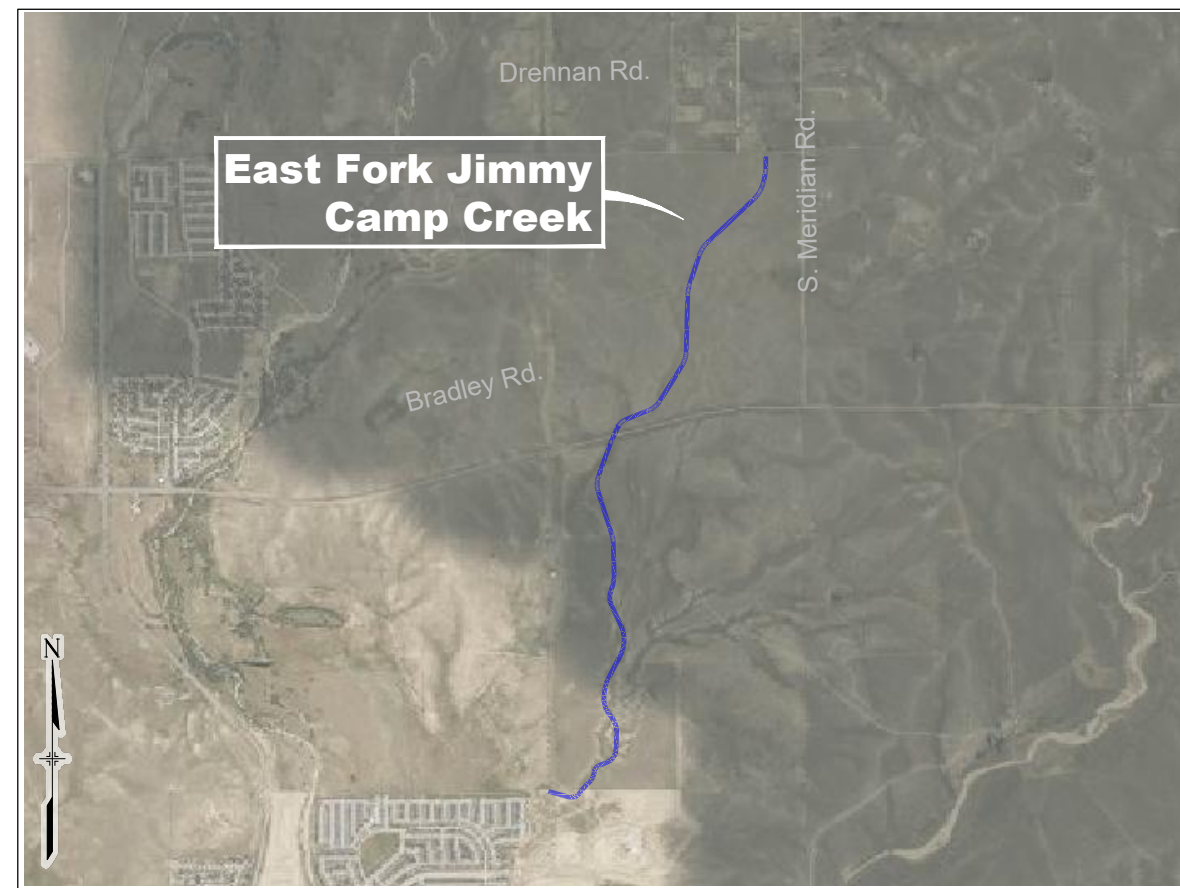 Drennan Rd.
East Fork Jimmy
Camp Creek
S. Meridian Rd.
Bradley Rd.
N